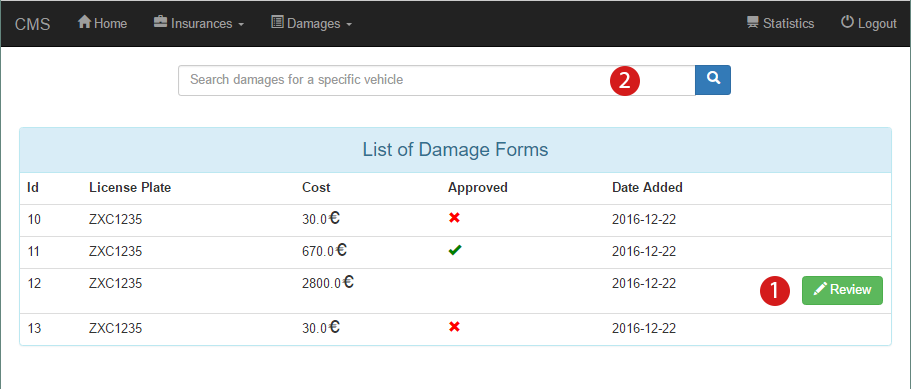 CMS Home Insurances Damages Statistics Logout
Search damages for a specific vehicle 2
List of Damage Forms
Id License Plate Cost Approved Date Added
10 ZXC1235 30.0€ 2016-12-22
11 ZXC1235 670.0€ 2016-12-22
12 ZXC1235 2800.0€ 2016-12-22 1 Review
13 ZXC1235 30.0€ 2016-12-22